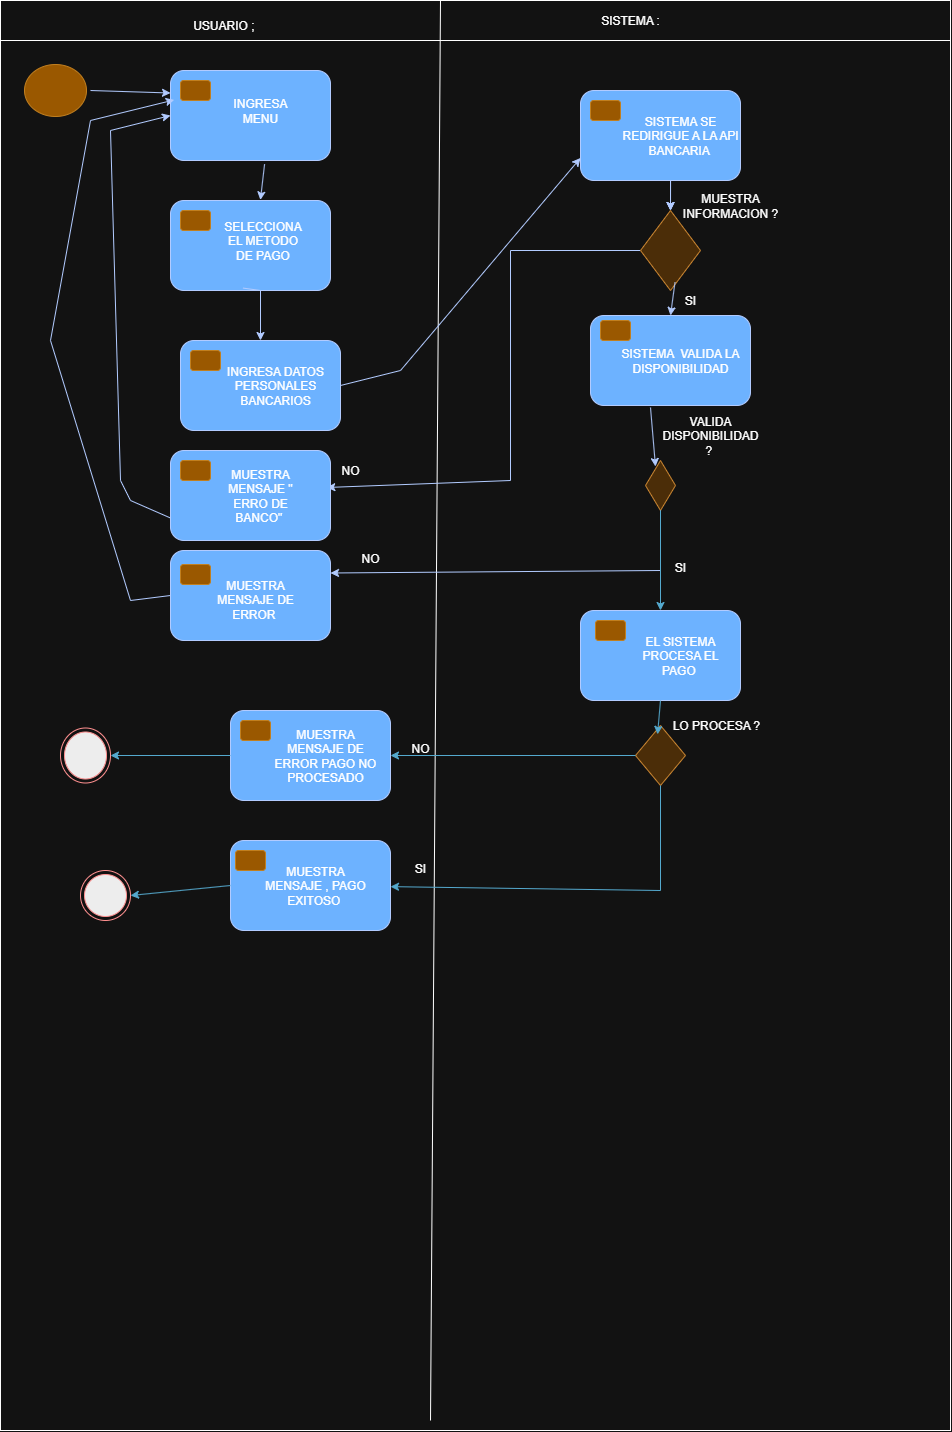 USUARIO ;
SISTEMA :
INGRESA
MENU
SISTEMA SE
REDIRIGUE A LA API
BANCARIA
MUESTRA
INFORMACION ?
SELECCIONA
EL METODO
DE PAGO
SI
SISTEMA VALIDA LA
DISPONIBILIDAD
INGRESA DATOS
PERSONALES
BANCARIOS
VALIDA
DISPONIBILIDAD
?
NO
MUESTRA
MENSAJE "
ERRO DE
BANCO"
NO
SI
MUESTRA
MENSAJE DE
ERROR
EL SISTEMA
PROCESA EL
PAGO
LO PROCESA ?
NO
MUESTRA
MENSAJE DE
ERROR PAGO NO
PROCESADO
SI
MUESTRA
MENSAJE , PAGO
EXITOSO